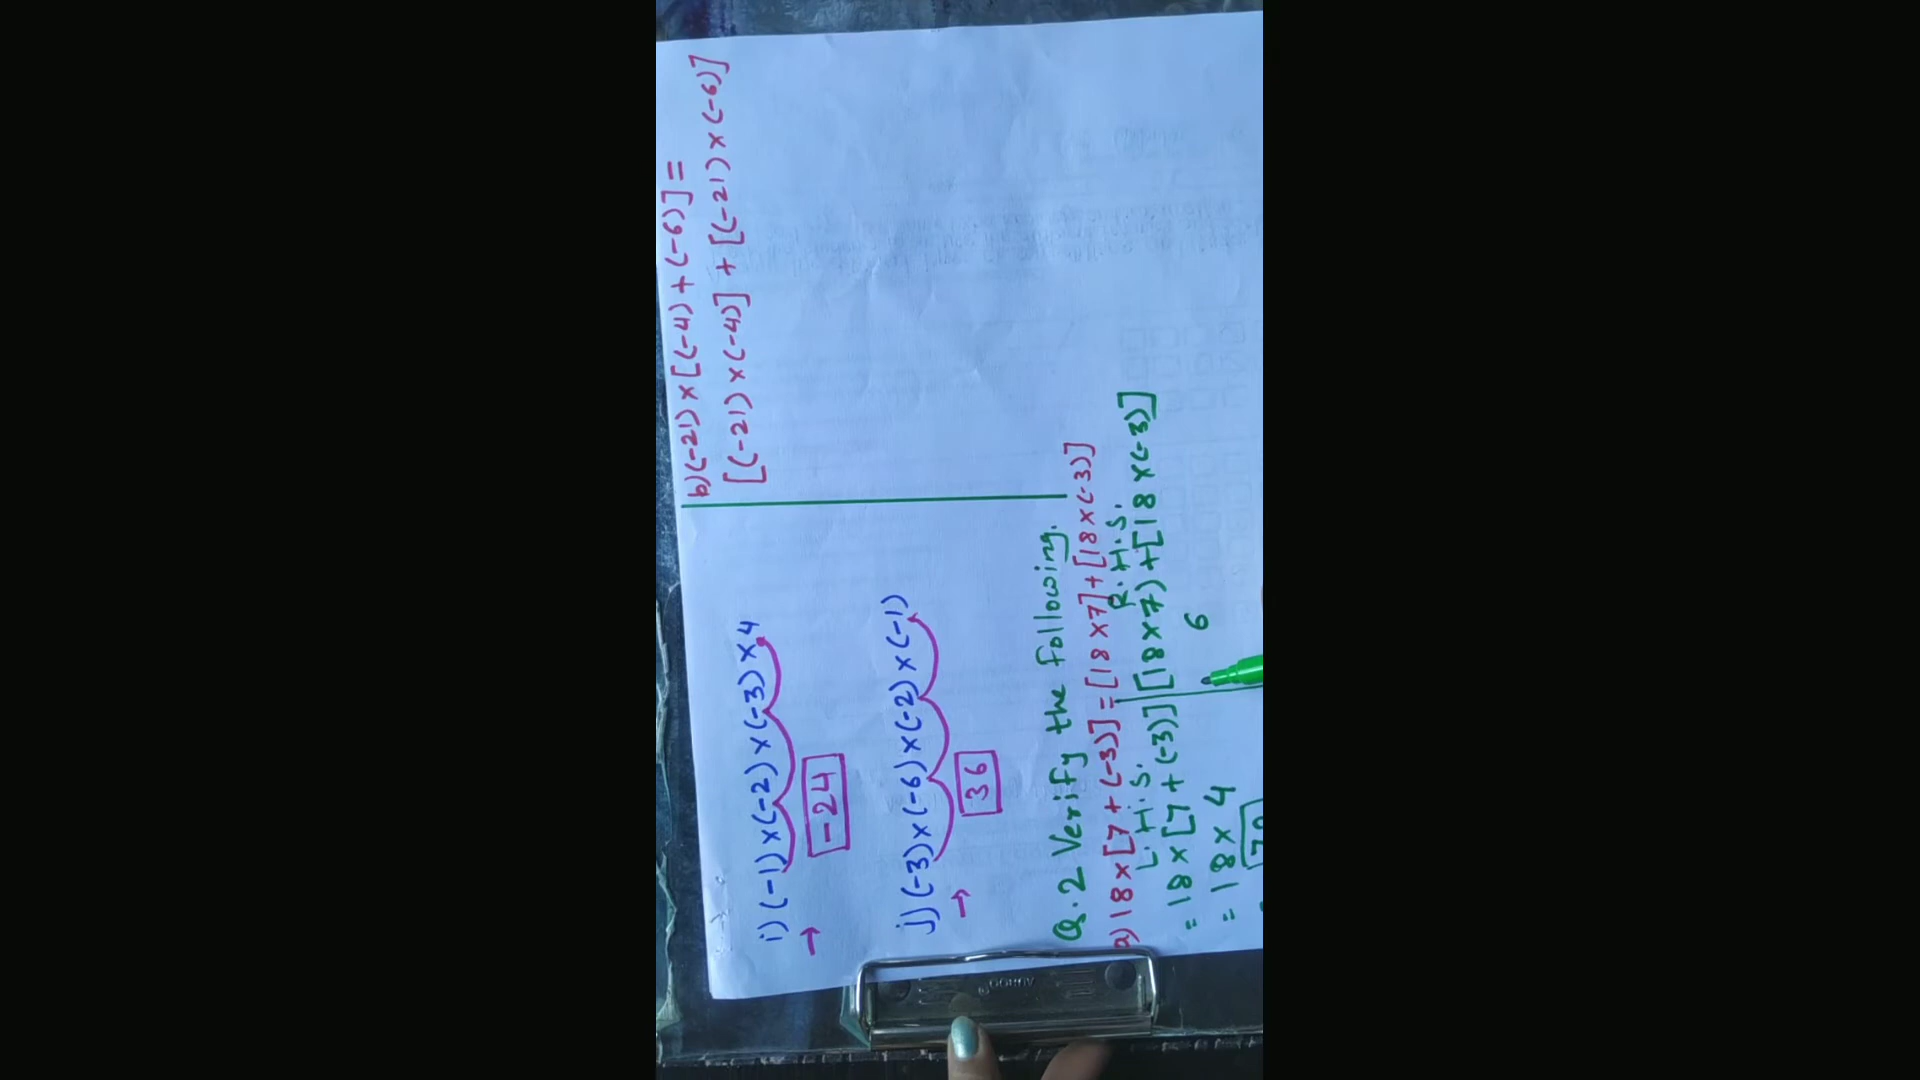 i) (-1)×(-2)×(-3)×4
→ -24
j) (-3)×(-6)×(-2)×(-1)
→ 36
Q.2 Verify the following.
a) 18×[7+(-3)]=[18×7]+[18×(-3)]
L.H.S. R.H.S.
=18×[7+(-3)] [18×7)+[18×(-3)]
= 18×4 6
=
b) (-21)×[(-4)+(-6)]=
[(-21)×(-4)]+[(-21)×(-6)]